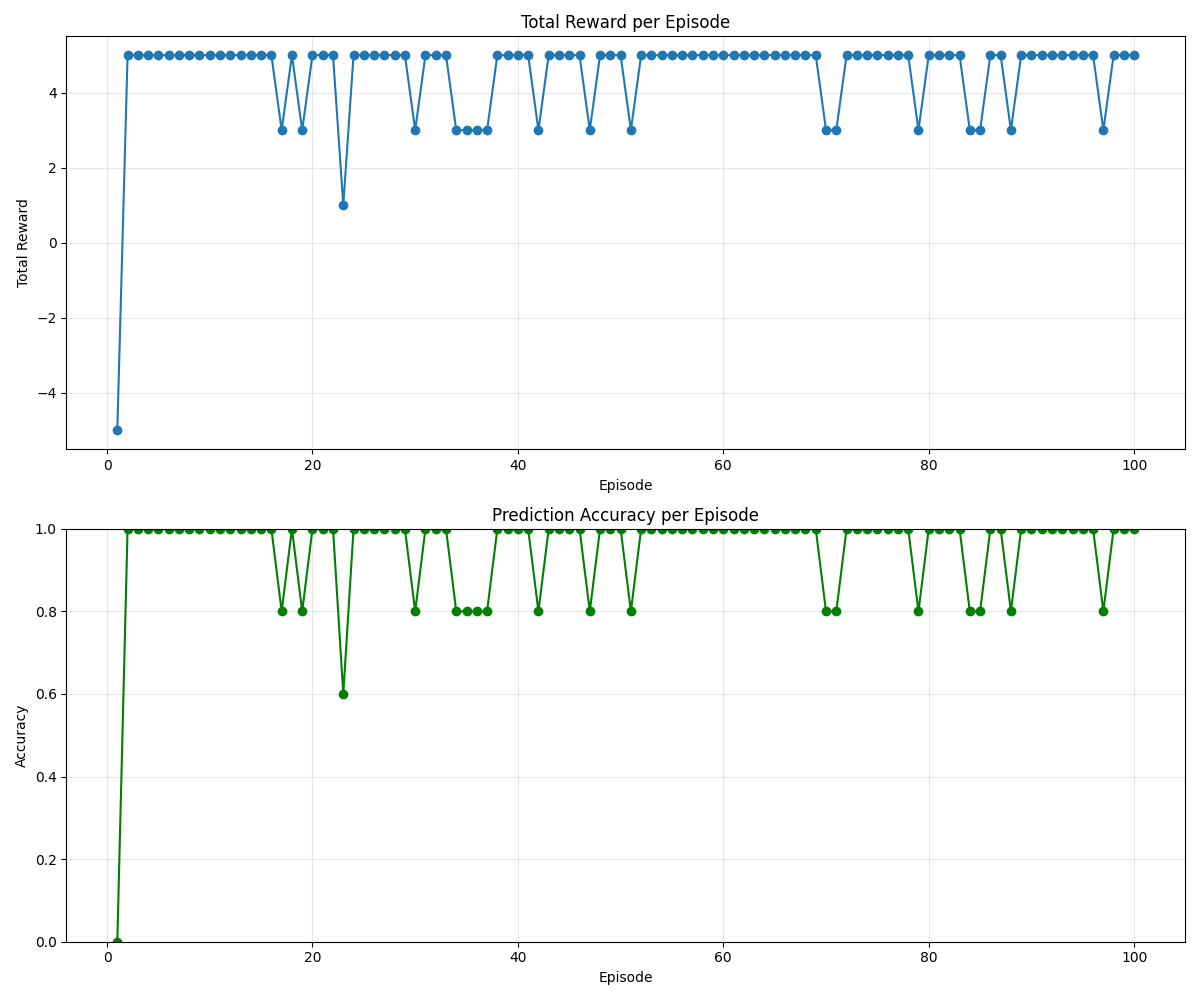 Total Reward per Episode
4
2
0
−2
−4
Total Reward
0 20 40 60 80 100
Episode
Prediction Accuracy per Episode
1.0
0.8
0.6
0.4
0.2
0.0
Accuracy
0 20 40 60 80 100
Episode